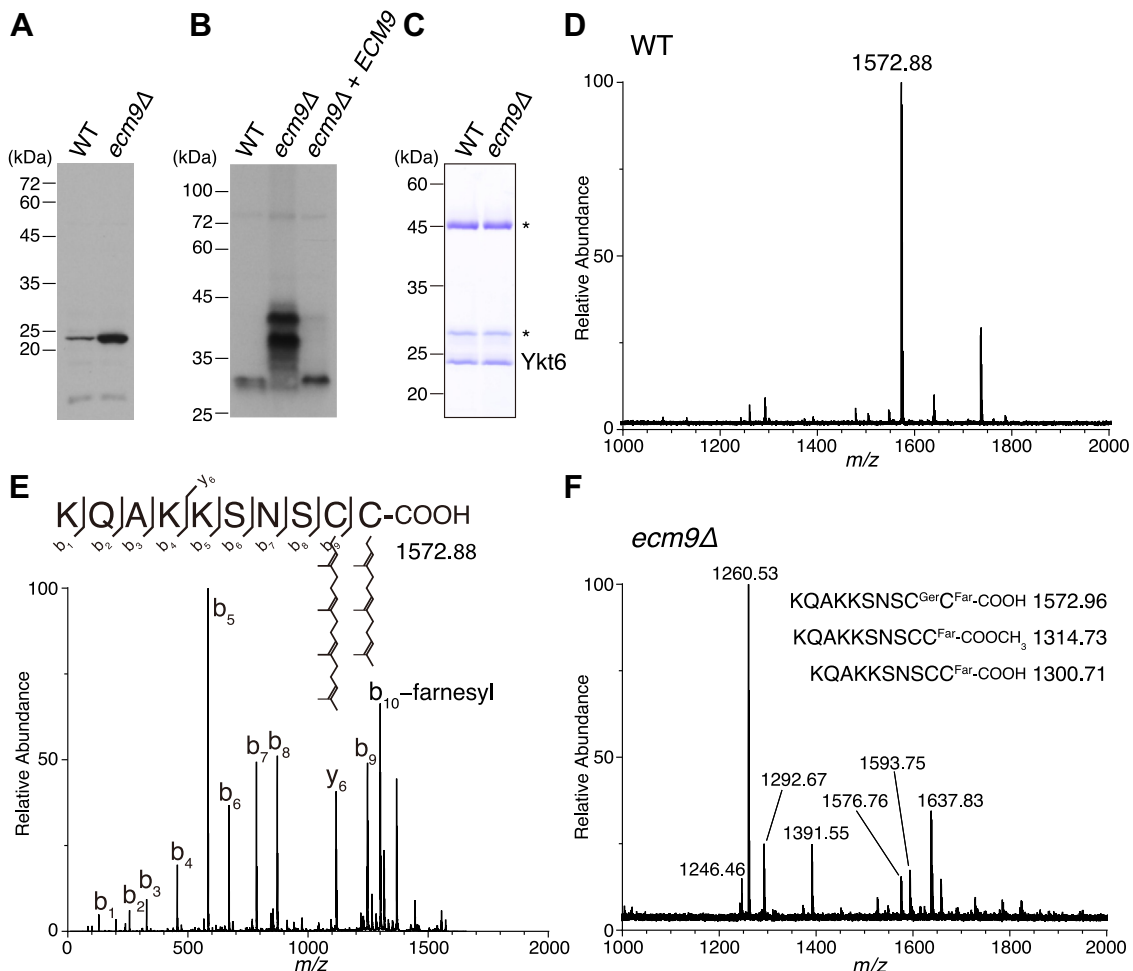 A
WT
ecm9Δ
(kDa)
72
60
45
35
25
20
B
WT
ecm9Δ
ecm9Δ + ECM9
(kDa)
100
72
60
45
35
25
C
WT
ecm9Δ
(kDa)
60
45
*
*
25
Ykt6
20
D
WT
1572.88
100
50
0
Relative Abundance
1000 1200 1400 1600 1800 2000
m/z
E
y6
KQAKKSNSCC-COOH
b1 b2 b3 b4 b5 b6 b7 b8 b9
1572.88
100
50
0
Relative Abundance
b5
b10–farnesyl
b7 b8
b9
y6
b6
b4
b3
b2
b1
0 500 1000 1500 2000
m/z
F
ecm9Δ
1260.53
100
50
0
Relative Abundance
KQAKKSNSC^Ger C^Far-COOH 1572.96
KQAKKSNSCC^Far-COOCH3 1314.73
KQAKKSNSCC^Far-COOH 1300.71
1593.75
1292.67
1576.76
1637.83
1391.55
1246.46
1000 1200 1400 1600 1800 2000
m/z